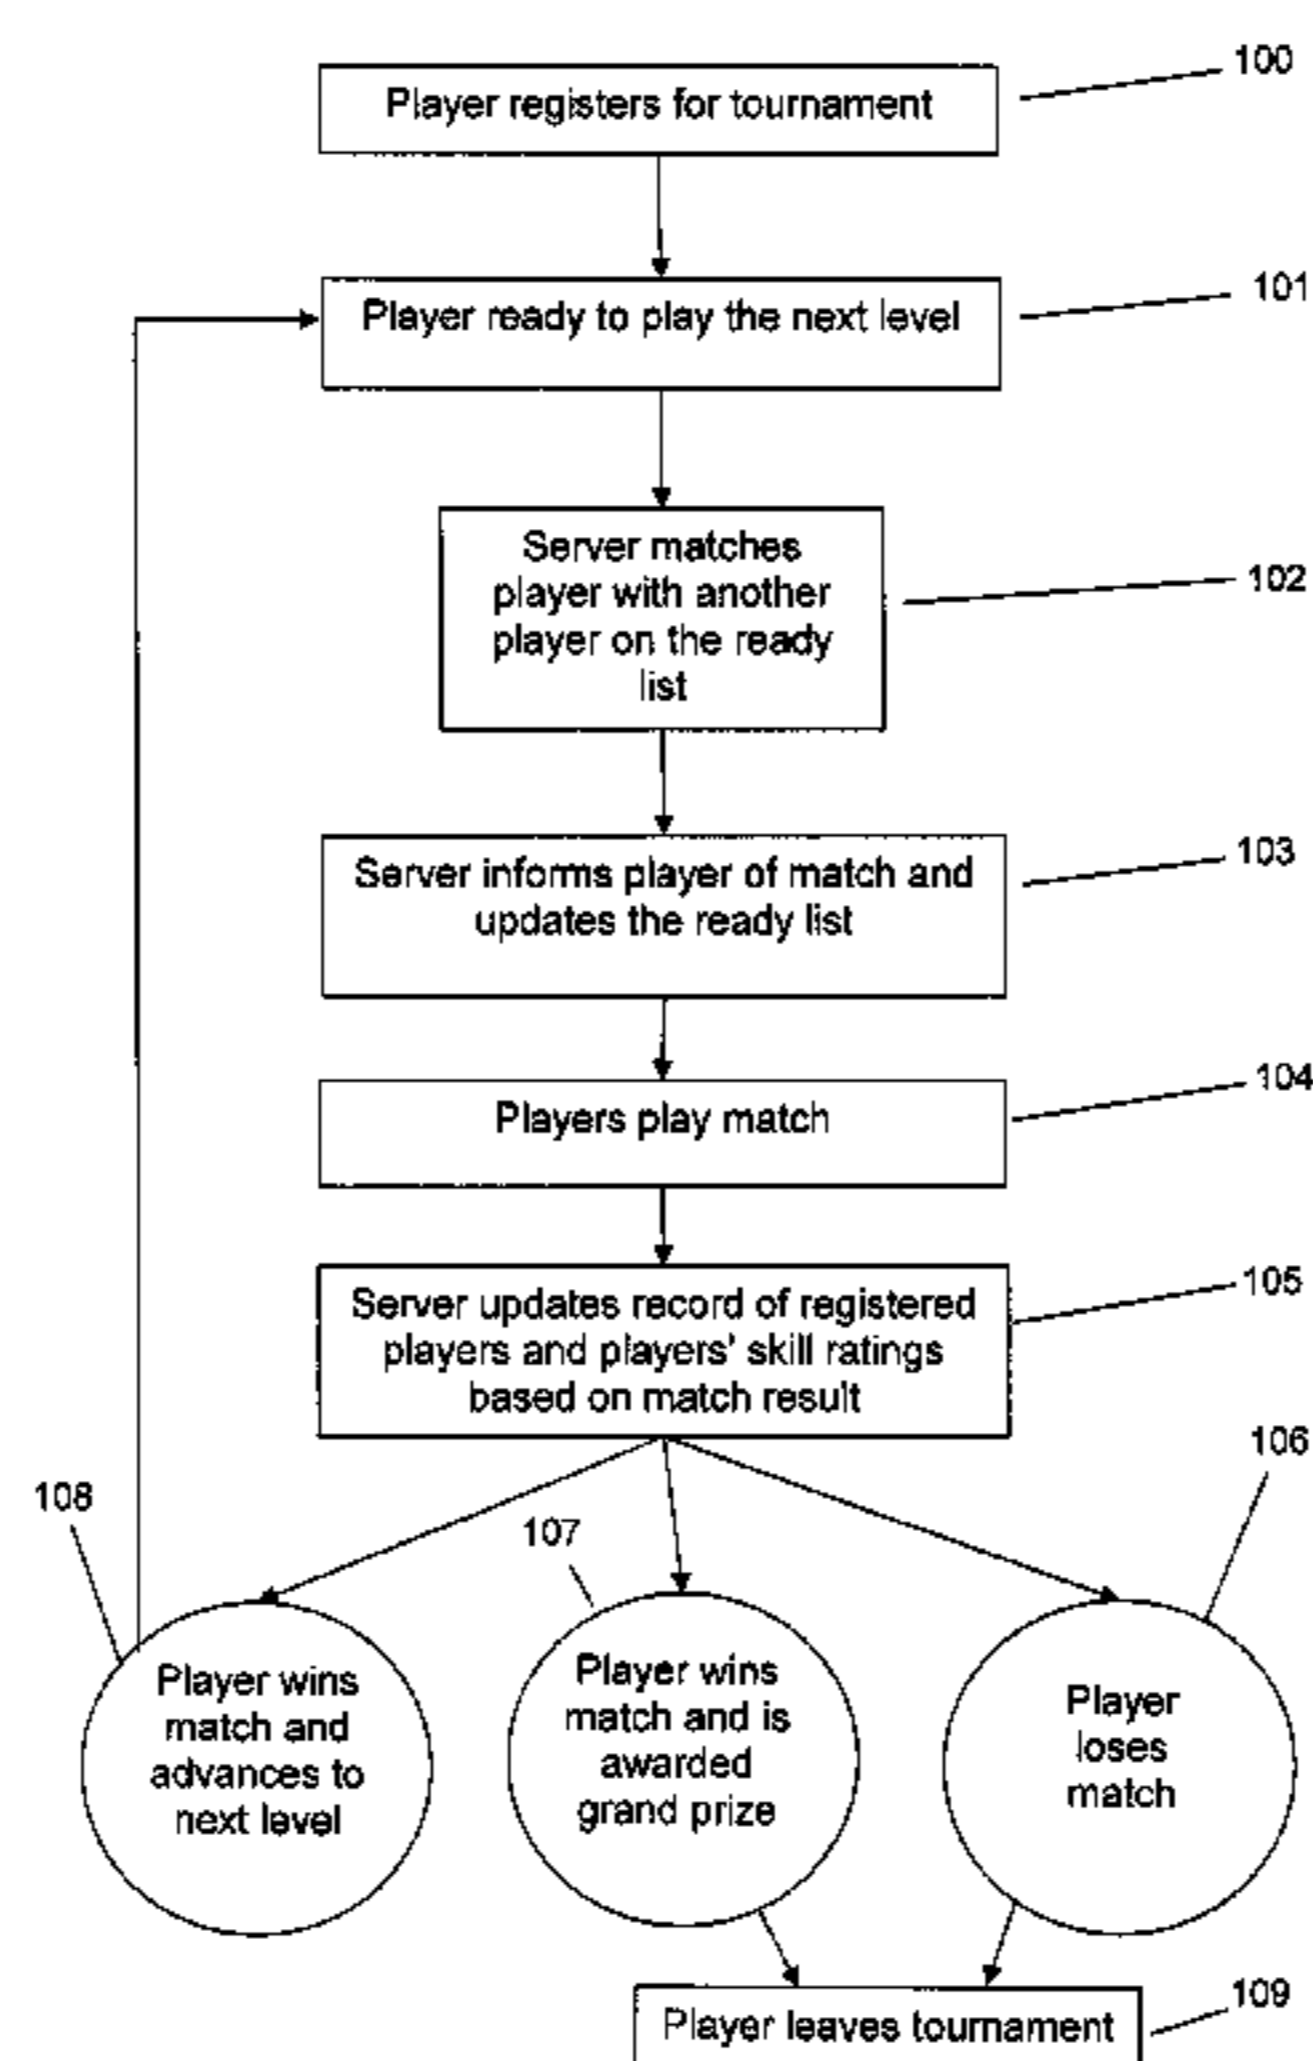 100
Player registers for tournament
101
Player ready to play the next level
Server matches
player with another
player on the ready
list
102
103
Server informs player of match and
updates the ready list
104
Players play match
105
Server updates record of registered
players and players' skill ratings
based on match result
106
108
107
Player wins
match and
advances to
next level
Player wins
match and is
awarded
grand prize
Player
loses
match
109
Player leaves tournament